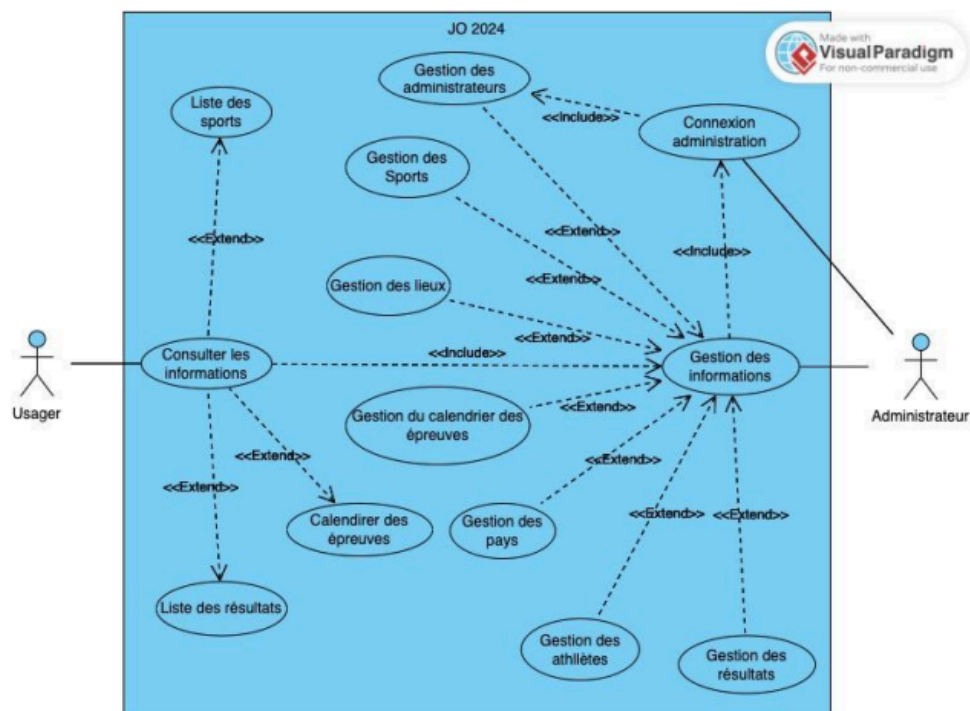 JO 2024
Made with
Visual Paradigm
For non-commercial use
Gestion des
administrateurs
Liste des
sports
<<Include>>
Connexion
administration
Gestion des
Sports
<<Extend>>
<<Extend>>
<<Include>>
<<Extend>>
Gestion des lieux
<<Extend>>
Consulter les
informations
<<Include>>
Gestion des
informations
Usager
Administrateur
Gestion du calendrier des
épreuves
<<Extend>>
<<Extend>>
<<Extend>>
<<Extend>>
Calendirer des
épreuves
Gestion des
pays
<<Extend>>
<<Extend>>
Liste des résultats
Gestion des
athllètes
Gestion des
résultats